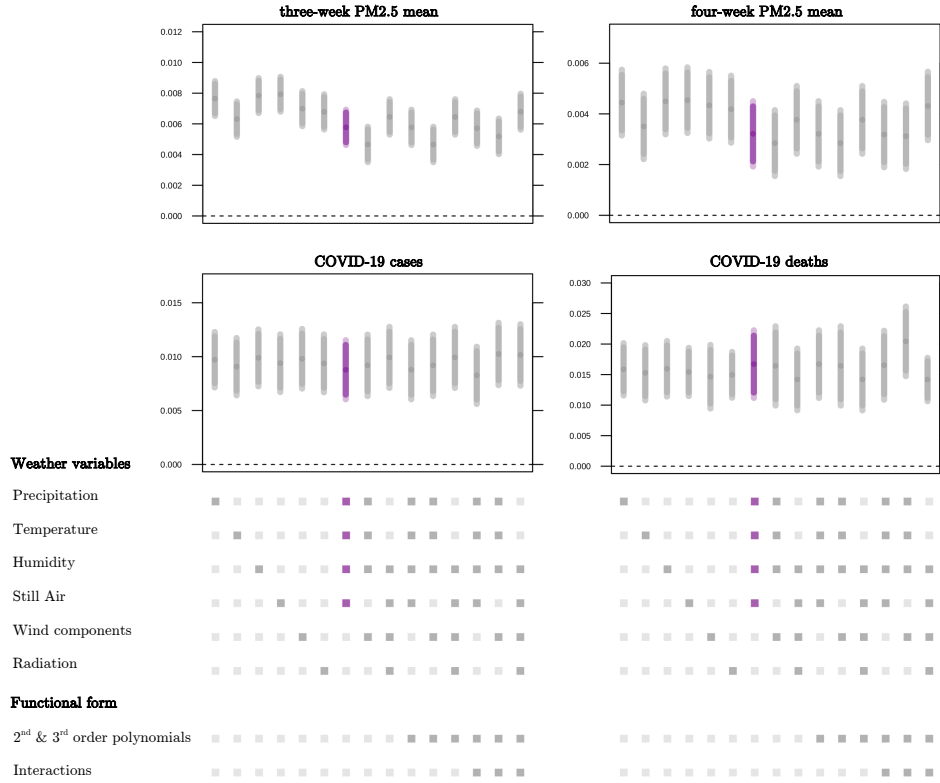 three-week PM2.5 mean
four-week PM2.5 mean
0.012
0.010
0.008
0.006
0.004
0.002
0.000
0.006
0.004
0.002
0.000
COVID-19 cases
COVID-19 deaths
0.015
0.010
0.005
0.000
0.030
0.025
0.020
0.015
0.010
0.005
0.000
Weather variables
Precipitation
Temperature
Humidity
Still Air
Wind components
Radiation
Functional form
2nd & 3rd order polynomials
Interactions